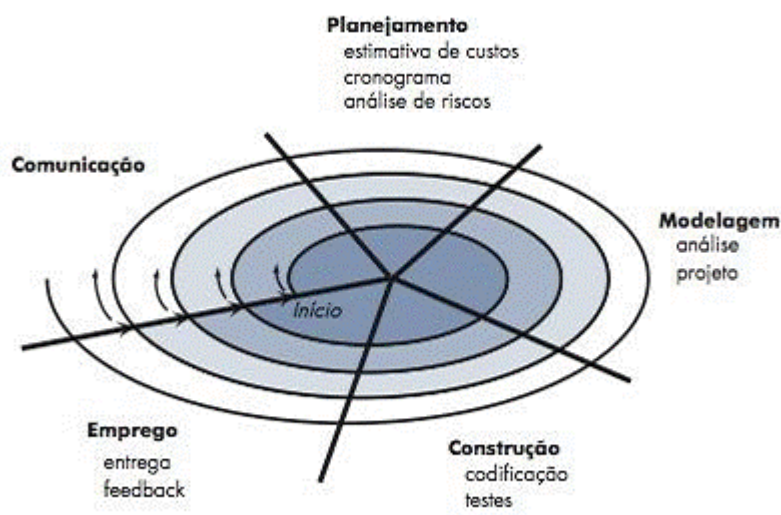 Planejamento
estimativa de custos
cronograma
análise de riscos
Comunicação
Modelagem
análise
projeto
Início
Emprego
entrega
feedback
Construção
codificação
testes